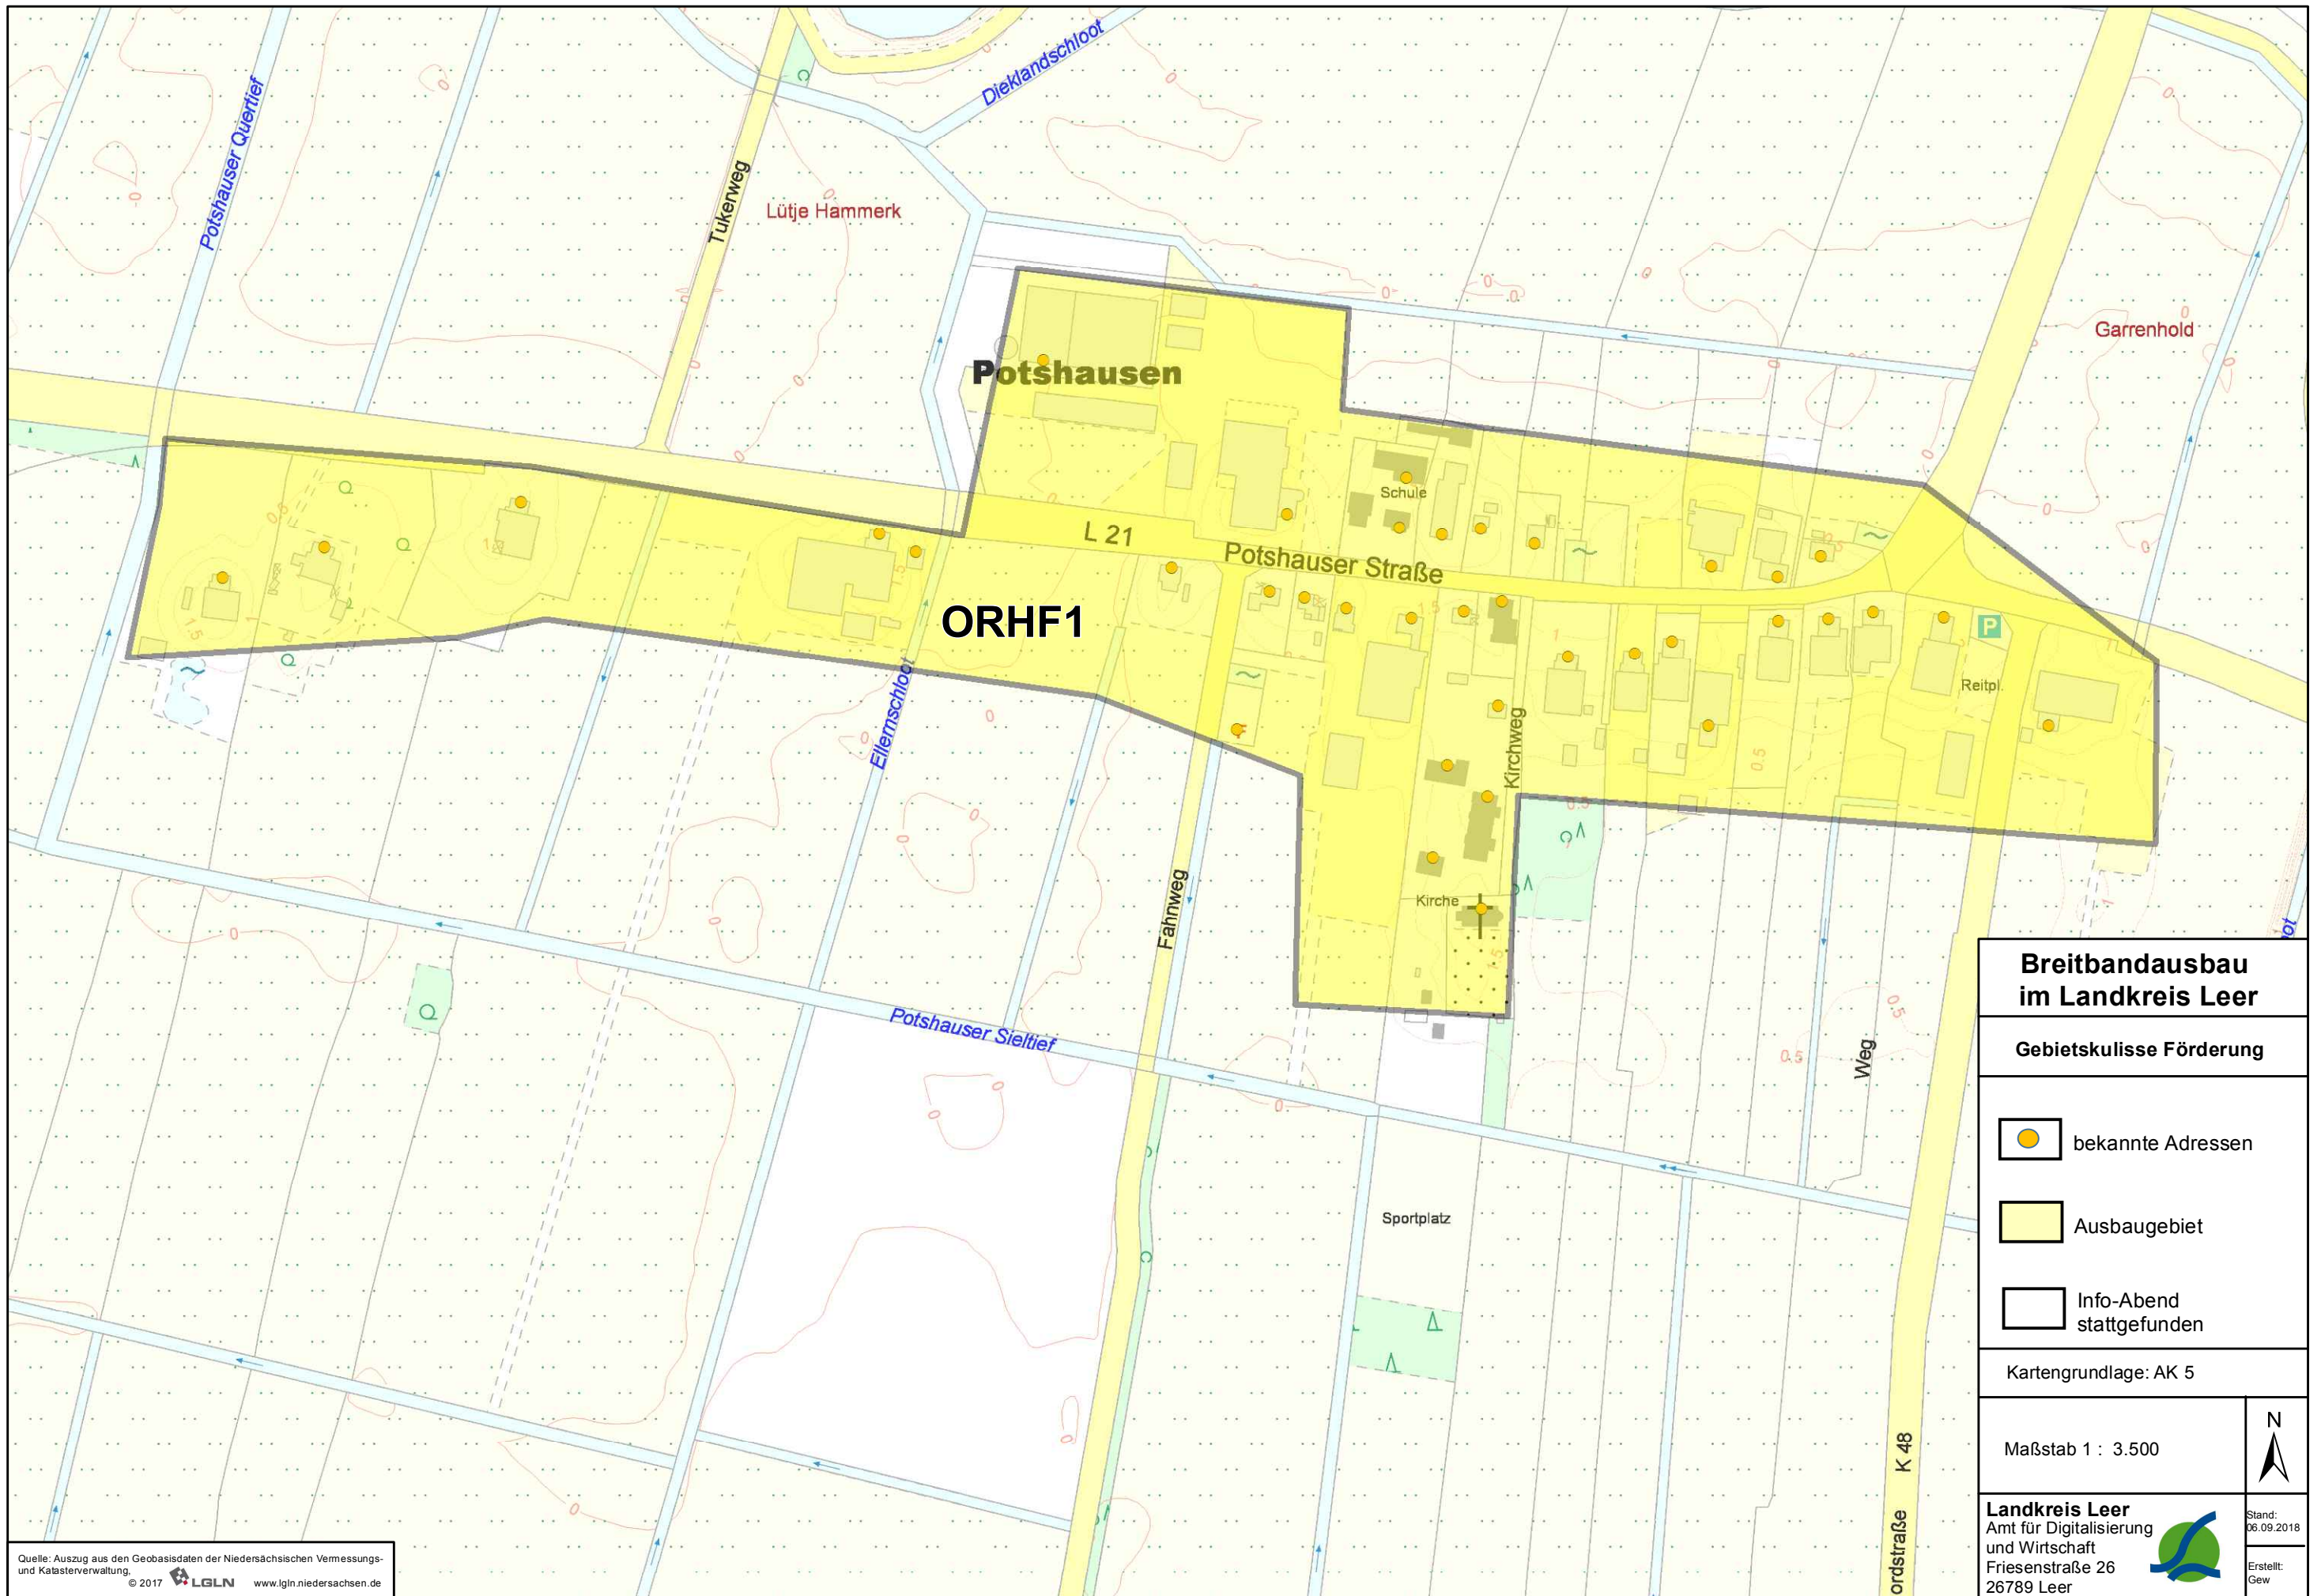 Potshauser Quertief
Dieklandschloot
Tukerweg
Lütje Hammerk
Garrenhold
Potshausen
Schule
L 21
Potshauser Straße
ORHF1
P
Reitpl.
Ellernschloot
Kirchweg
Fahnweg
Kirche
Potshauser Sieltief
Weg
Sportplatz
K 48
ordstraße
Breitbandausbau
im Landkreis Leer
Gebietskulisse Förderung
bekannte Adressen
Ausbaugebiet
Info-Abend
stattgefunden
Kartengrundlage: AK 5
Maßstab 1 : 3.500
N
Landkreis Leer
Amt für Digitalisierung
und Wirtschaft
Friesenstraße 26
26789 Leer
Stand:
06.09.2018
Erstellt:
Gew
Quelle: Auszug aus den Geobasisdaten der Niedersächsischen Vermessungs-
und Katasterverwaltung,
© 2017 LGLN www.lgln.niedersachsen.de